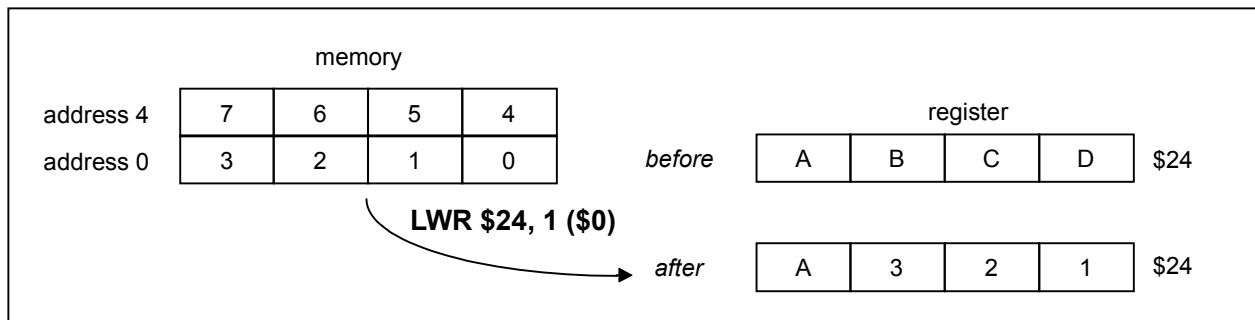 memory
address 4 7 6 5 4
address 0 3 2 1 0
register
before A B C D $24
LWR $24, 1 ($0)
after A 3 2 1 $24